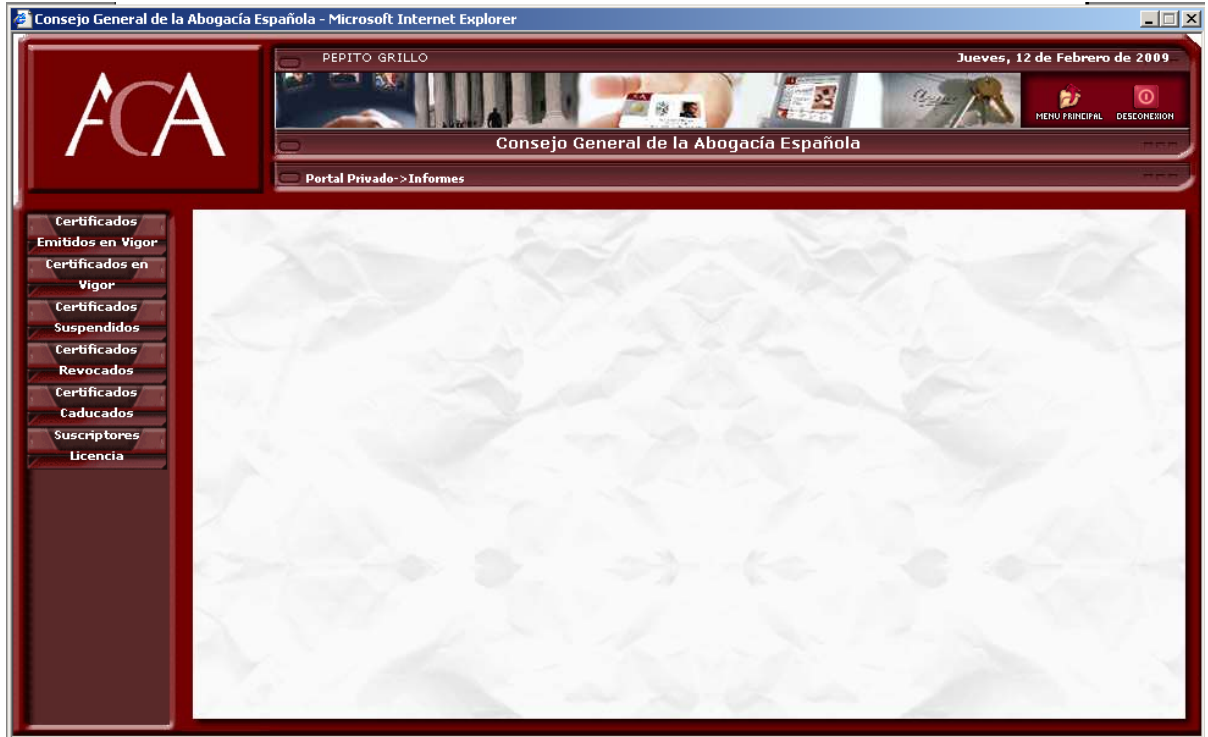 Consejo General de la Abogacía Española - Microsoft Internet Explorer
ACA
PEPITO GRILLO
Jueves, 12 de Febrero de 2009
MENU PRINCIPAL
DESCONEXION
Consejo General de la Abogacía Española
Portal Privado->Informes
Certificados
Emitidos en Vigor
Certificados en
Vigor
Certificados
Suspendidos
Certificados
Revocados
Certificados
Caducados
Suscriptores
Licencia